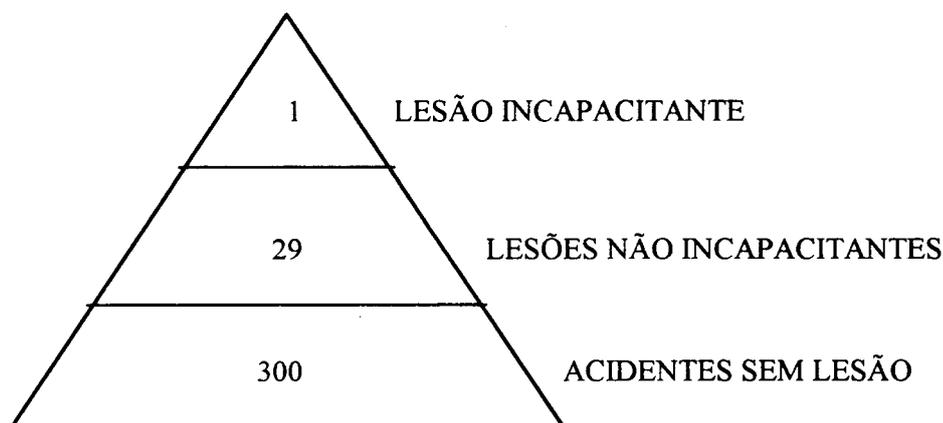 1 LESÃO INCAPACITANTE
29 LESÕES NÃO INCAPACITANTES
300 ACIDENTES SEM LESÃO